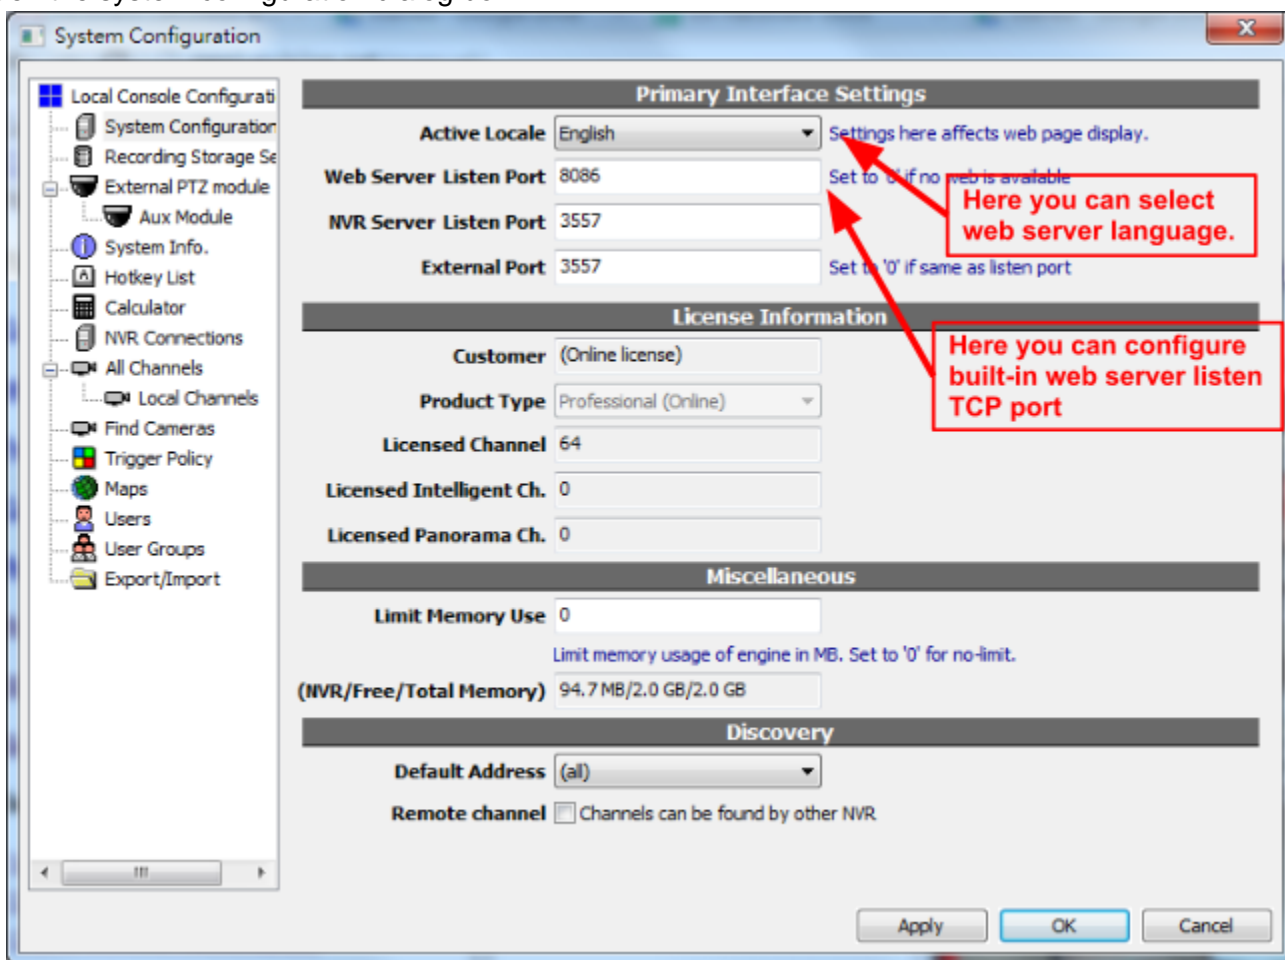 System Configuration
Local Console Configurati
System Configuration
Recording Storage Se
External PTZ module
Aux Module
System Info.
Hotkey List
Calculator
NVR Connections
All Channels
Local Channels
Find Cameras
Trigger Policy
Maps
Users
User Groups
Export/Import
Primary Interface Settings
Active Locale English Settings here affects web page display.
Web Server Listen Port 8086 Set to '0' if no web is available
NVR Server Listen Port 3557
External Port 3557 Set to '0' if same as listen port
Here you can select
web server language.
Here you can configure
built-in web server listen
TCP port
License Information
Customer (Online license)
Product Type Professional (Online)
Licensed Channel 64
Licensed Intelligent Ch. 0
Licensed Panorama Ch. 0
Miscellaneous
Limit Memory Use 0
Limit memory usage of engine in MB. Set to '0' for no-limit.
(NVR/Free/Total Memory) 94.7 MB/2.0 GB/2.0 GB
Discovery
Default Address (all)
Remote channel Channels can be found by other NVR
Apply OK Cancel